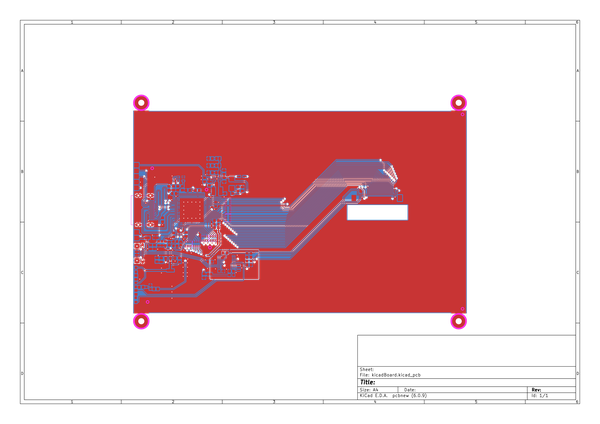 1 2 3 4 5 6
A A
B B
C C
Sheet:
File: kicadBoard.kicad_pcb
Title:
D D
Size: A4 Date: Rev:
KiCad E.D.A. pcbnew (6.0.9) Id: 1/1
1 2 3 4 5 6